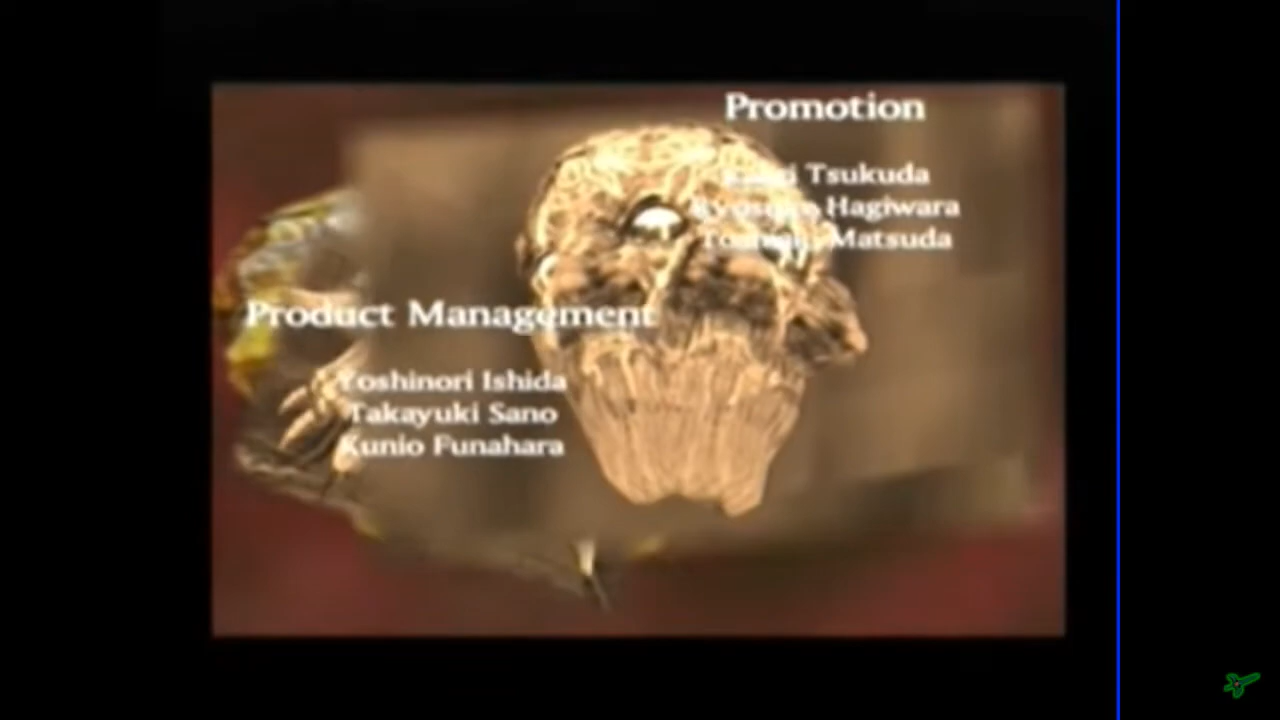 Promotion
Tsukuda
Hagiwara
Matsuda
Product Management
Yoshinori Ishida
Takayuki Sano
Kunio Funahara